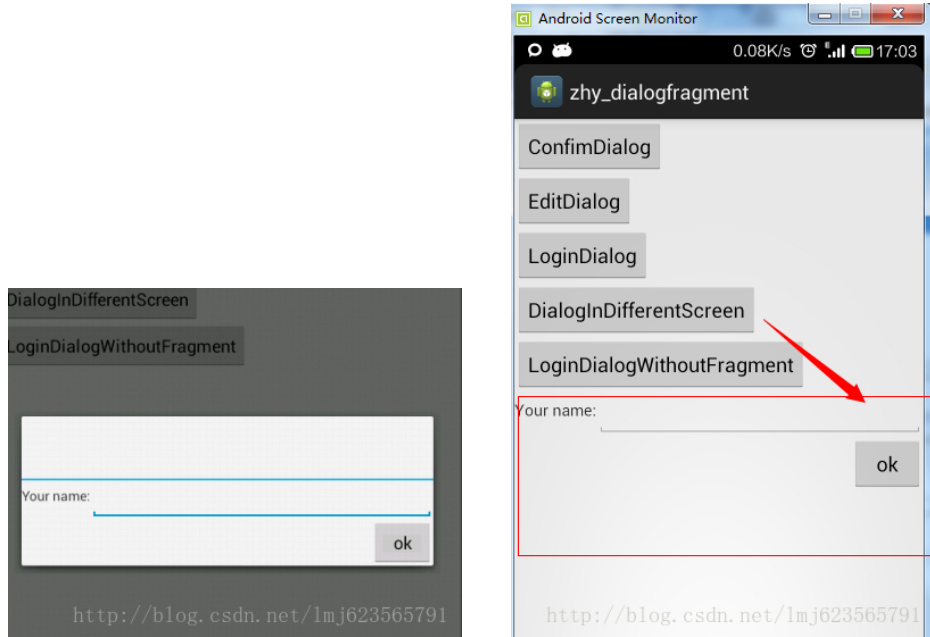 DialogInDifferentScreen
LoginDialogWithoutFragment
Your name:
ok
http://blog.csdn.net/lmj623565791
Android Screen Monitor
0.08K/s 17:03
zhy_dialogfragment
ConfimDialog
EditDialog
LoginDialog
DialogInDifferentScreen
LoginDialogWithoutFragment
Your name:
ok
http://blog.csdn.net/lmj623565791